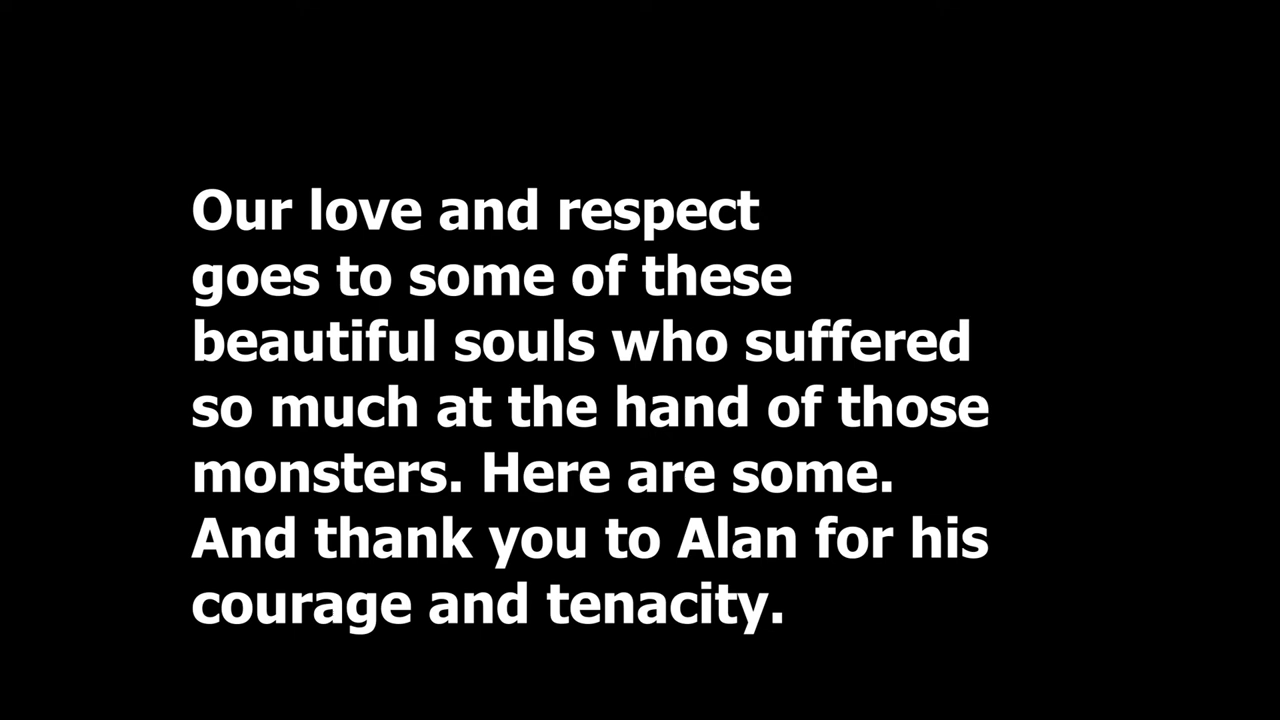 Our love and respect
goes to some of these
beautiful souls who suffered
so much at the hand of those
monsters. Here are some.
And thank you to Alan for his
courage and tenacity.